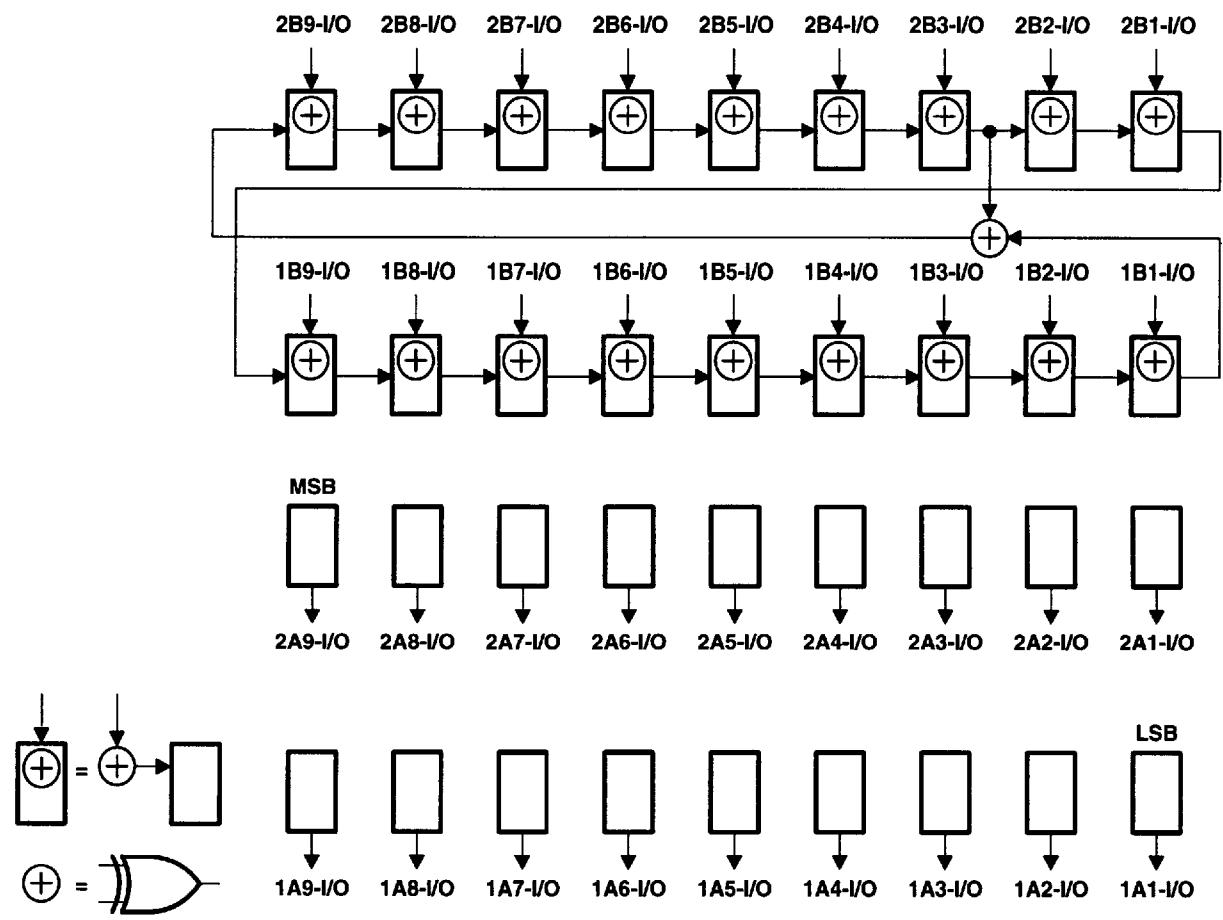 2B9-I/O 2B8-I/O 2B7-I/O 2B6-I/O 2B5-I/O 2B4-I/O 2B3-I/O 2B2-I/O 2B1-I/O
1B9-I/O 1B8-I/O 1B7-I/O 1B6-I/O 1B5-I/O 1B4-I/O 1B3-I/O 1B2-I/O 1B1-I/O
MSB
2A9-I/O 2A8-I/O 2A7-I/O 2A6-I/O 2A5-I/O 2A4-I/O 2A3-I/O 2A2-I/O 2A1-I/O
LSB
=
=
1A9-I/O 1A8-I/O 1A7-I/O 1A6-I/O 1A5-I/O 1A4-I/O 1A3-I/O 1A2-I/O 1A1-I/O